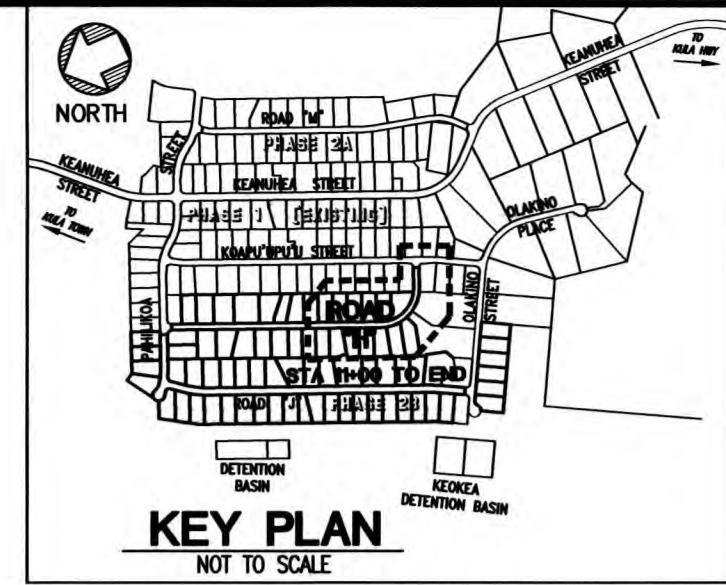 NORTH
TO
KULA HWY
KEANUHEA
STREET
ROAD "M"
PHASE 2A
STREET
KEANUHEA
STREET
TO
KULA TOWN
KEANUHEA STREET
PHASE 1 (EXISTING)
OLAKINO
PLACE
KOAPU'UPU'U STREET
PAHILIKOA
ROAD
"H"
OLAKINO
STREET
STA 11+00 TO END
ROAD "J" PHASE 2B
DETENTION
BASIN
KEOKEA
DETENTION BASIN
KEY PLAN
NOT TO SCALE